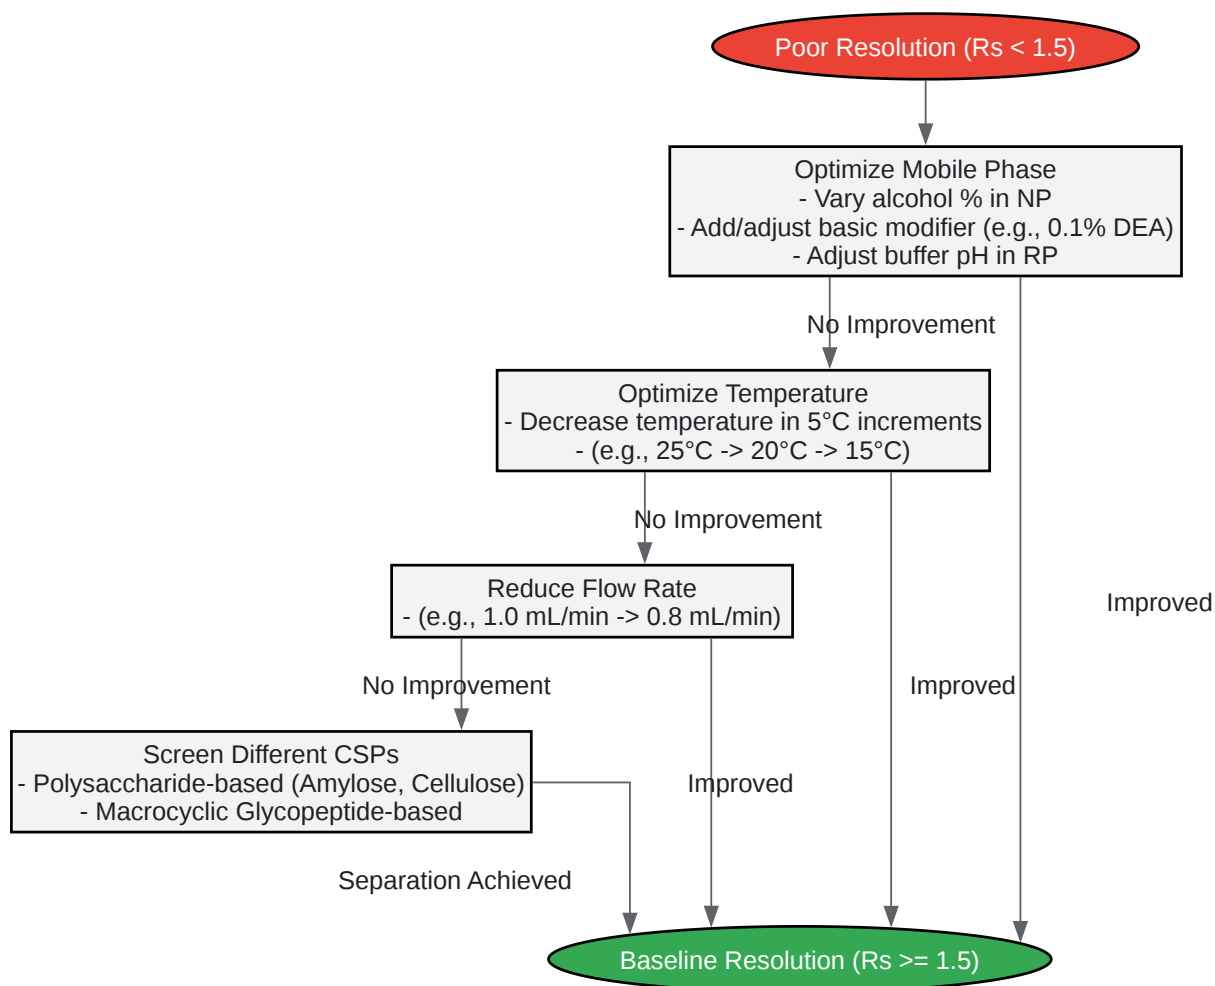 Poor Resolution (Rs < 1.5)
Optimize Mobile Phase
- Vary alcohol % in NP
- Add/adjust basic modifier (e.g., 0.1% DEA)
- Adjust buffer pH in RP
No Improvement
Optimize Temperature
- Decrease temperature in 5°C increments
- (e.g., 25°C -> 20°C -> 15°C)
No Improvement
Reduce Flow Rate
- (e.g., 1.0 mL/min -> 0.8 mL/min)
Improved
No Improvement
Improved
Screen Different CSPs
- Polysaccharide-based (Amylose, Cellulose)
- Macrocyclic Glycopeptide-based
Improved
Separation Achieved
Baseline Resolution (Rs >= 1.5)